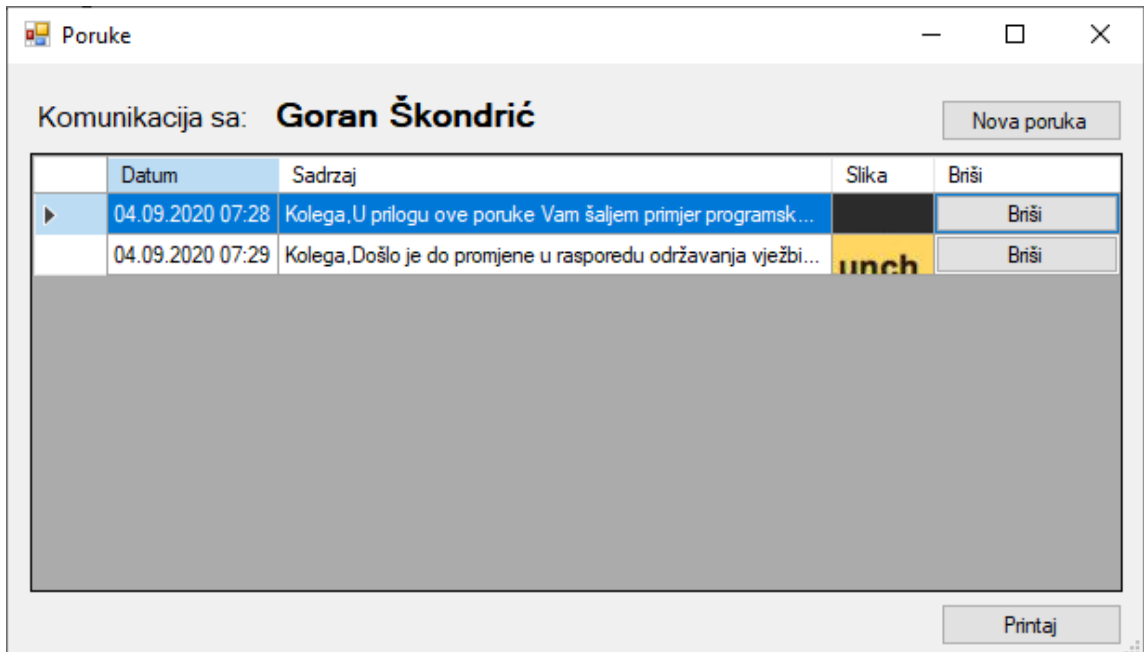 Poruke
Komunikacija sa: Goran Škondrić
Nova poruka
Datum Sadrzaj Slika Briši
04.09.2020 07:28 Kolega,U prilogu ove poruke Vam šaljem primjer programsk... Briši
04.09.2020 07:29 Kolega,Došlo je do promjene u rasporedu održavanja vježbi... unch Briši
Printaj